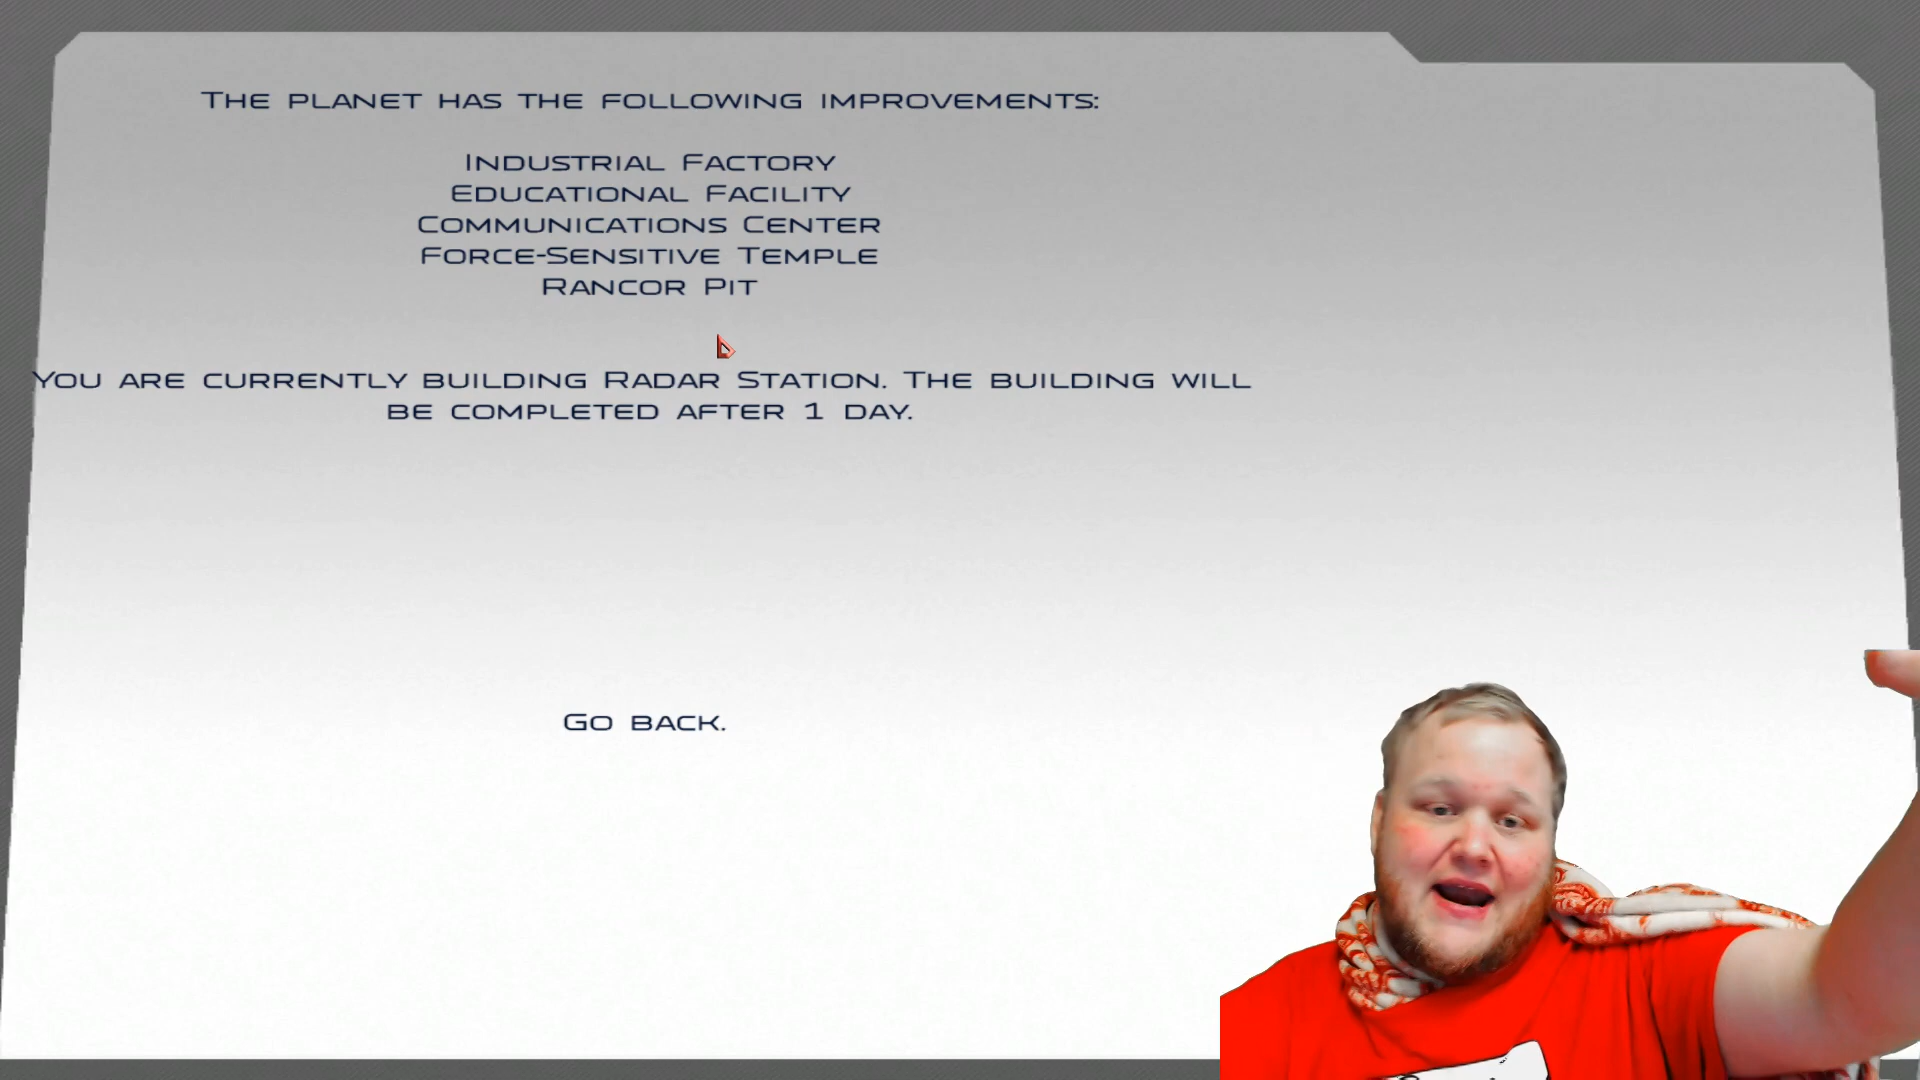 The planet has the following improvements:
Industrial Factory
Educational Facility
Communications Center
Force-Sensitive Temple
Rancor Pit
You are currently building Radar Station. The building will
be completed after 1 day.
Go back.